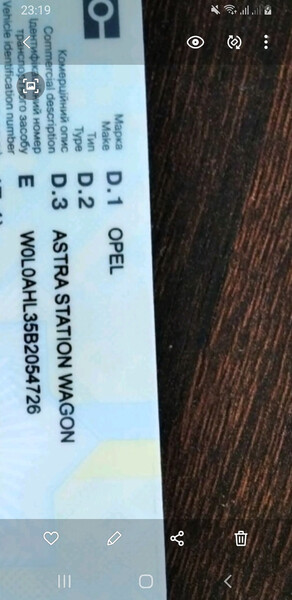 23:19
Марка
Make
D.1 OPEL
Тип
Type
D.2
Комерційний опис
Commercial description
D.3 ASTRA STATION WAGON
номер
транспортного засобу
Vehicle identification number
E W0L0AHL35B2054726